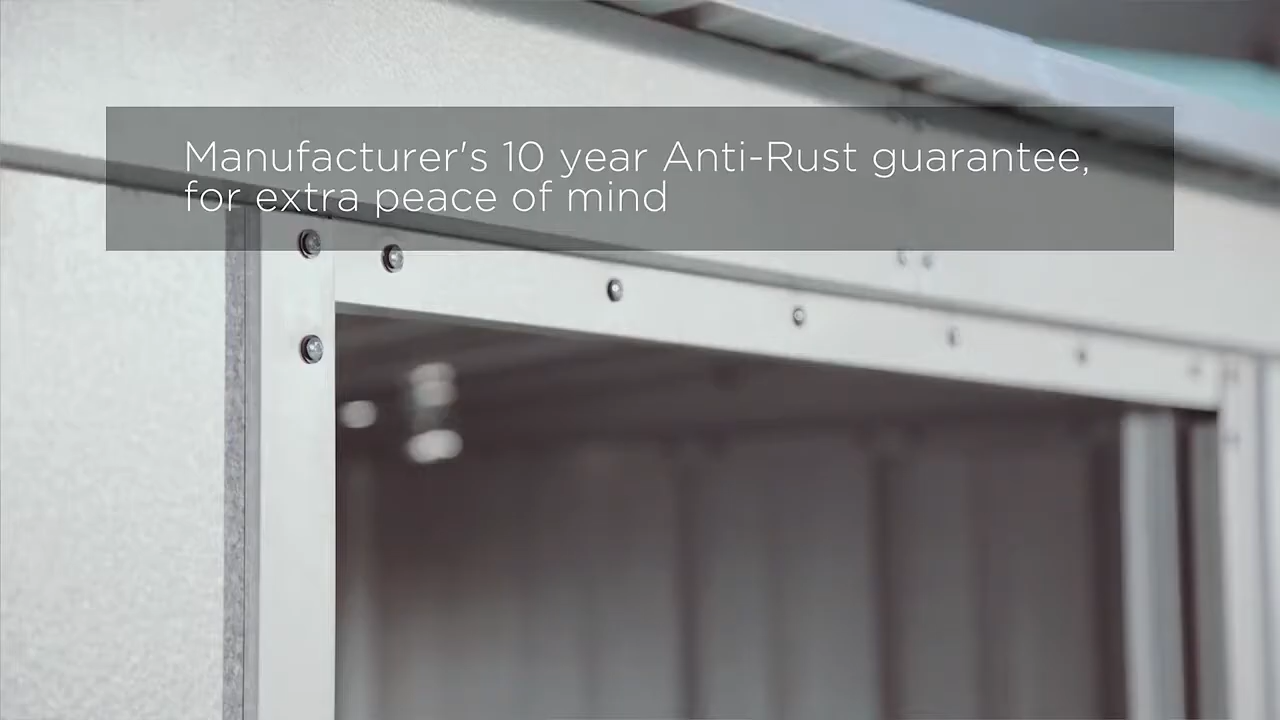 Manufacturer's 10 year Anti-Rust guarantee,
for extra peace of mind